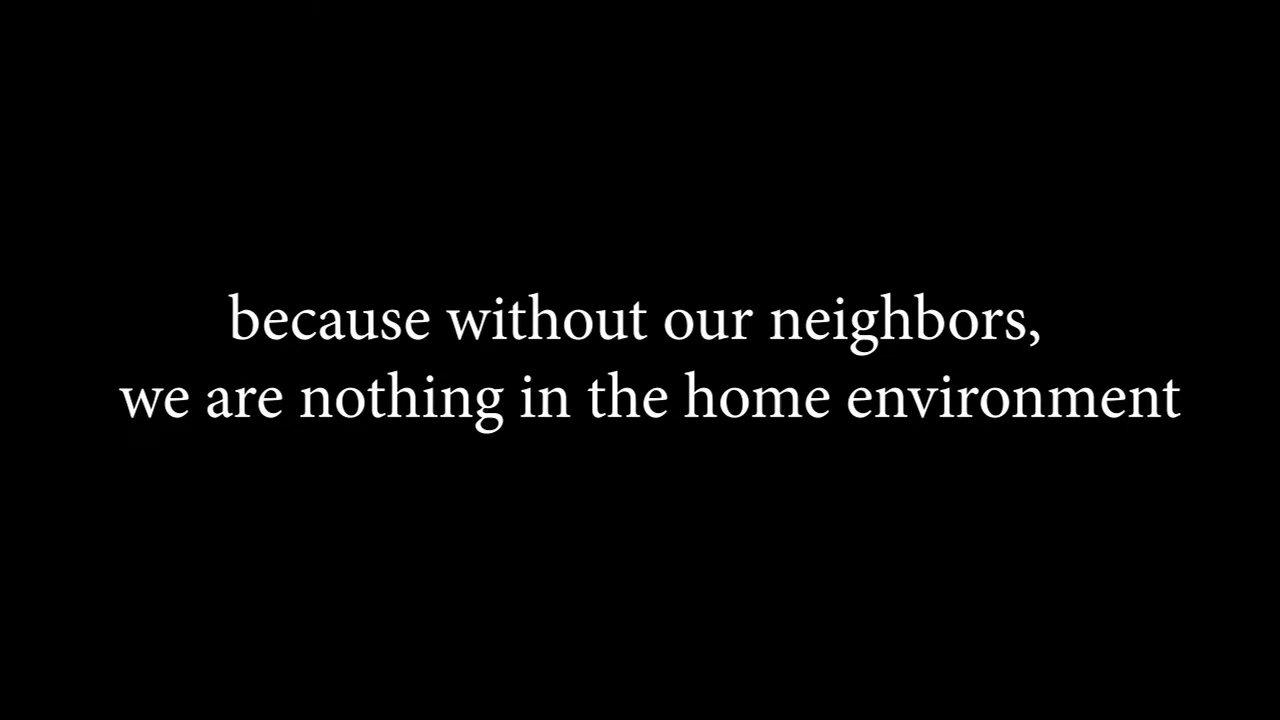 because without our neighbors,
we are nothing in the home environment